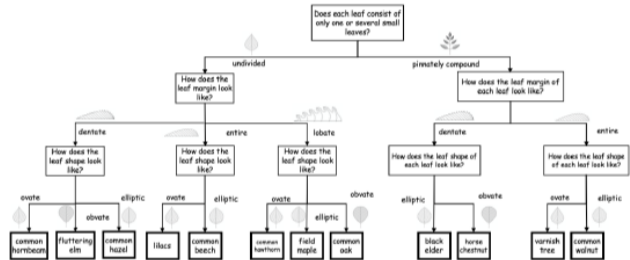 Does each leaf consist of
only one or several small
leaves?
undivided
pinnately compound
How does the
leaf margin look
like?
How does the leaf margin of
each leaf look like?
dentate
entire
lobate
dentate
entire
How does the
leaf shape look
like?
How does the
leaf shape look
like?
How does the
leaf shape look
like?
How does the leaf shape of
each leaf look like?
How does the leaf shape
of each leaf look like?
ovate
obvate
elliptic
ovate
elliptic
ovate
elliptic
obvate
elliptic
obvate
ovate
elliptic
common
hornbeam
fluttering
elm
common
hazel
lilacs
common
beech
common
hawthorn
field
maple
common
oak
black
elder
horse
chestnut
varnish
tree
common
walnut